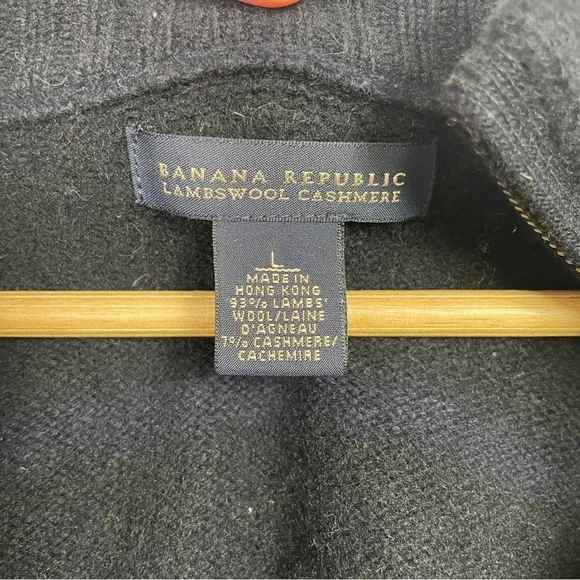 BANANA REPUBLIC
LAMBSWOOL CASHMERE
L
MADE IN
HONG KONG
93% LAMBS'
WOOL/LAINE
D'AGNEAU
7% CASHMERE/
CACHEMIRE